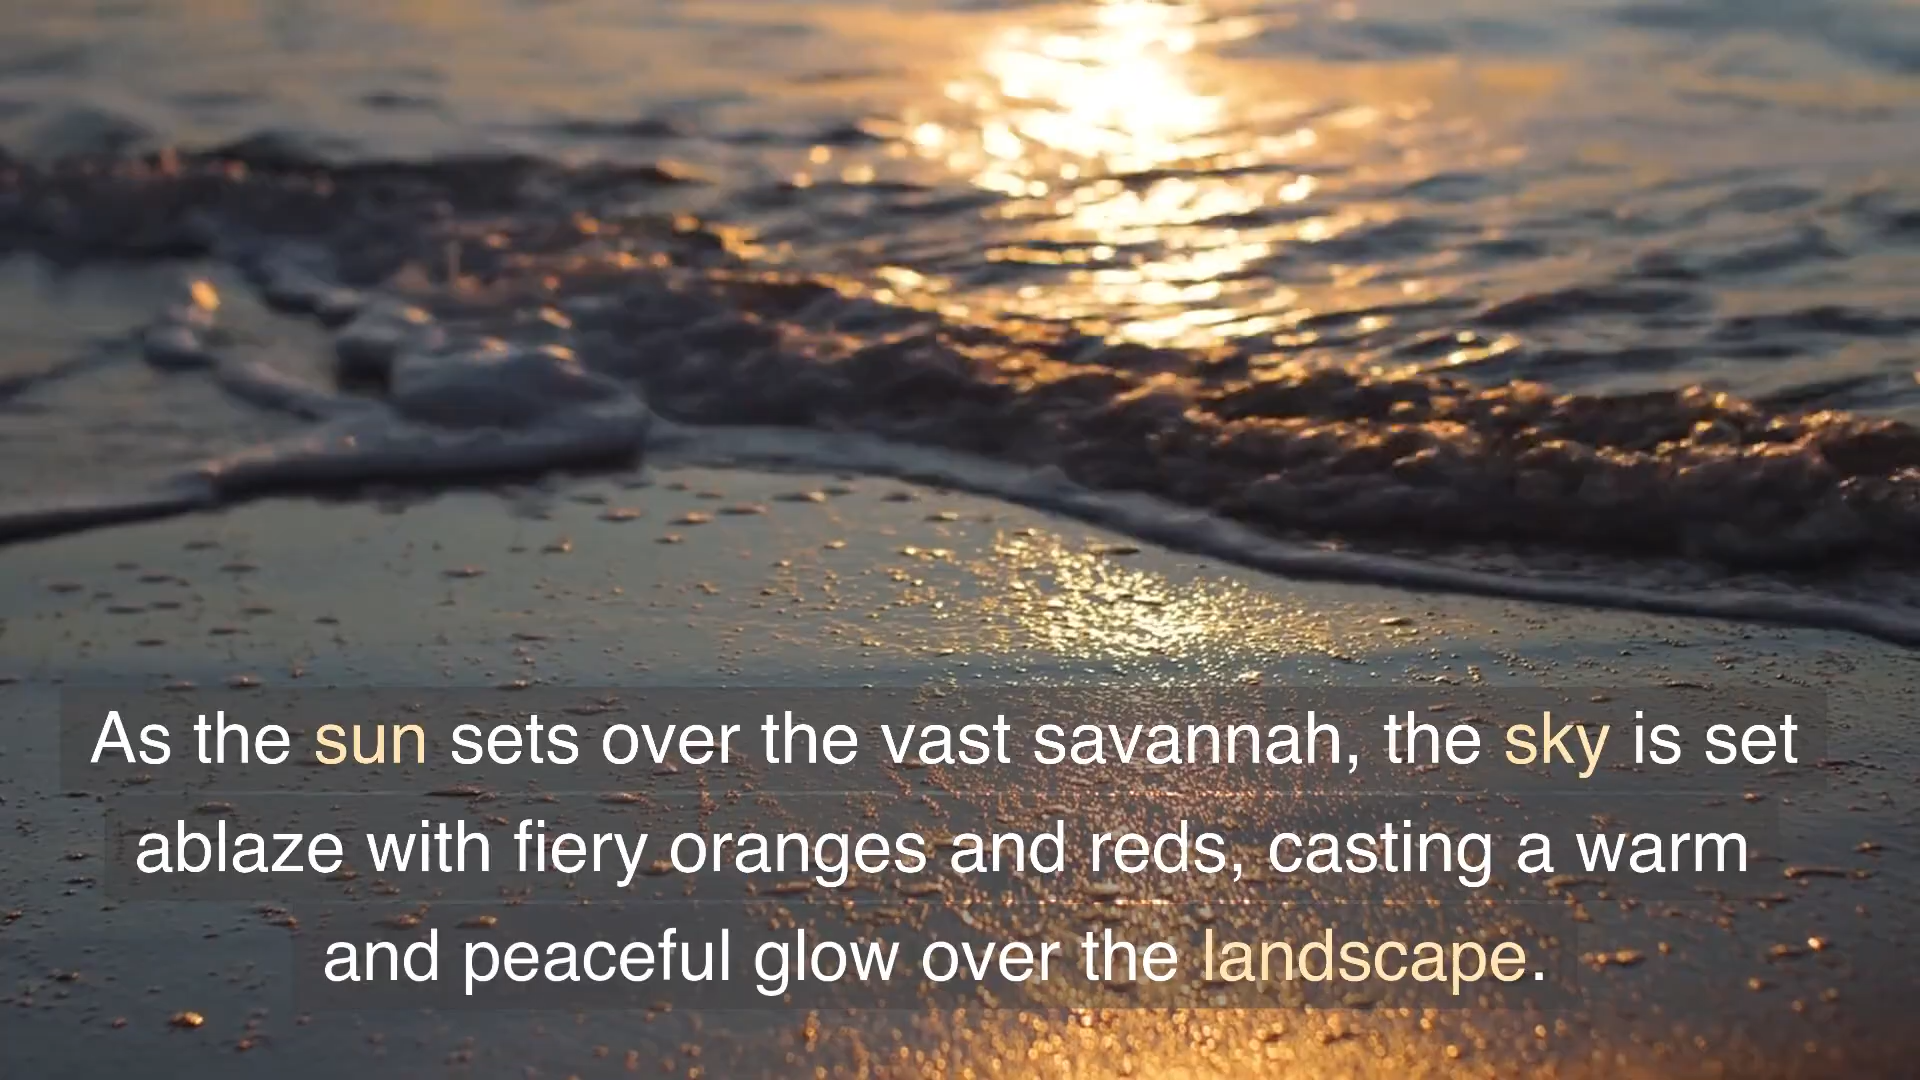 As the sun sets over the vast savannah, the sky is set
ablaze with fiery oranges and reds, casting a warm
and peaceful glow over the landscape.